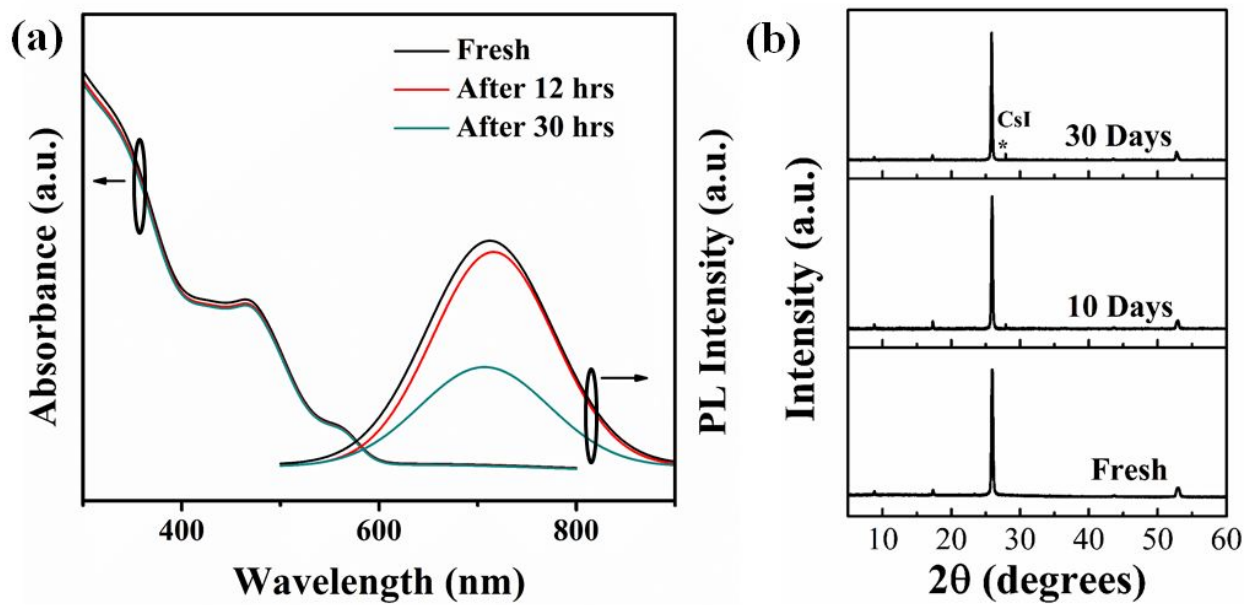 (a)
Fresh
After 12 hrs
After 30 hrs
Absorbance (a.u.)
PL Intensity (a.u.)
400
600
800
Wavelength (nm)
(b)
CsI
*
30 Days
10 Days
Fresh
Intensity (a.u.)
10
20
30
40
50
60
2θ (degrees)